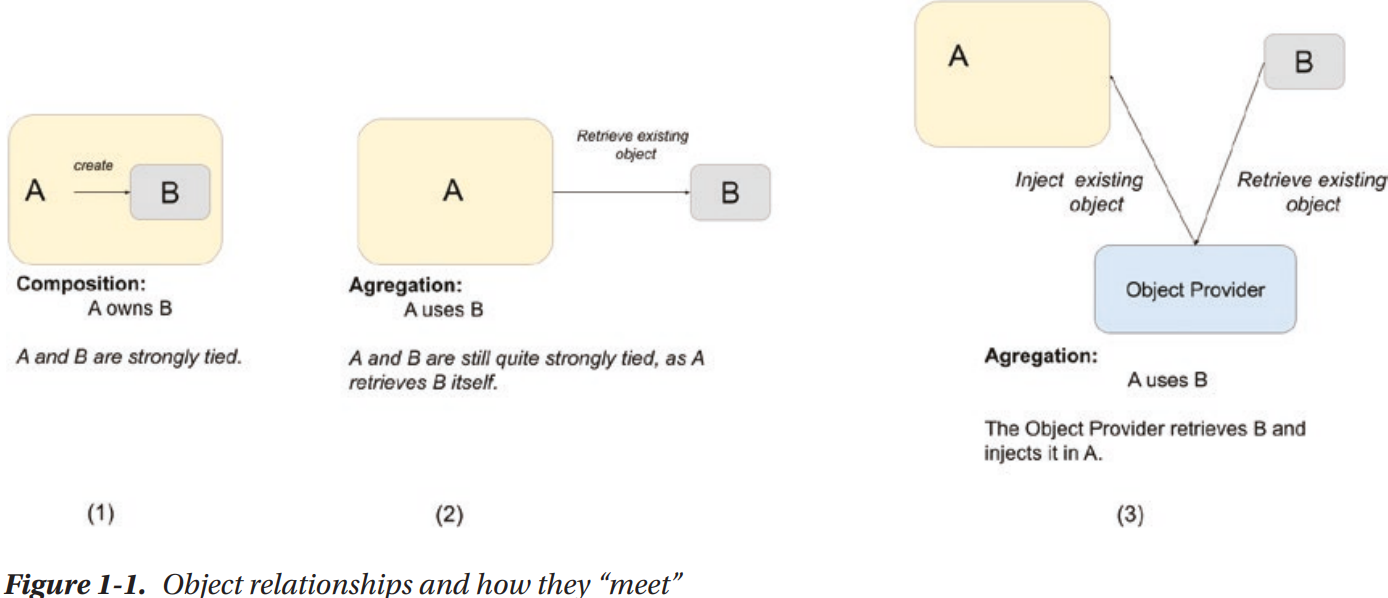 A
create
B
Composition:
A owns B
A and B are strongly tied.
(1)
A
Retrieve existing
object
B
Agregation:
A uses B
A and B are still quite strongly tied, as A
retrieves B itself.
(2)
A
B
Inject existing
object
Retrieve existing
object
Object Provider
Agregation:
A uses B
The Object Provider retrieves B and
injects it in A.
(3)
Figure 1-1. Object relationships and how they “meet”